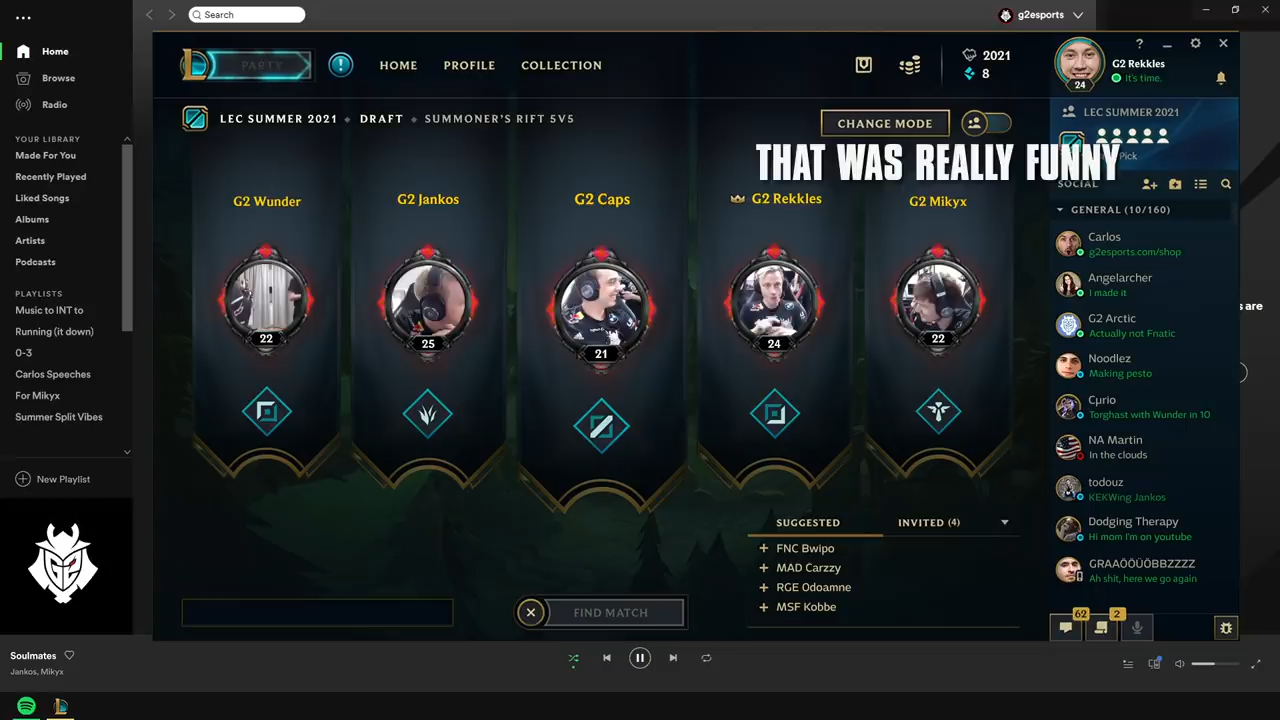 Search
g2esports
Home
Browse
Radio
YOUR LIBRARY
Made For You
Recently Played
Liked Songs
Albums
Artists
Podcasts
PLAYLISTS
Music to INT to
Running (it down)
0-3
Carlos Speeches
For Mikyx
Summer Split Vibes
New Playlist
Soulmates
Jankos, Mikyx
PARTY
HOME
PROFILE
COLLECTION
2021
8
LEC SUMMER 2021 ◆ DRAFT ◆ SUMMONER'S RIFT 5V5
CHANGE MODE
THAT WAS REALLY FUNNY
G2 Wunder
22
G2 Jankos
25
G2 Caps
21
G2 Rekkles
24
G2 Mikyx
22
SUGGESTED
INVITED (4)
+ FNC Bwipo
+ MAD Carzzy
+ RGE Odoamne
+ MSF Kobbe
FIND MATCH
G2 Rekkles
It's time.
24
LEC SUMMER 2021
Pick
SOCIAL
GENERAL (10/160)
Carlos
g2esports.com/shop
Angelarcher
I made it
G2 Arctic
Actually not Fnatic
Noodlez
Making pesto
Cµrio
Torghast with Wunder in 10
NA Martin
In the clouds
todouz
KEKWing Jankos
Dodging Therapy
Hi mom I'm on youtube
GRAAÖÖÜÖBBZZZZ
Ah shit, here we go again
62
2
s are